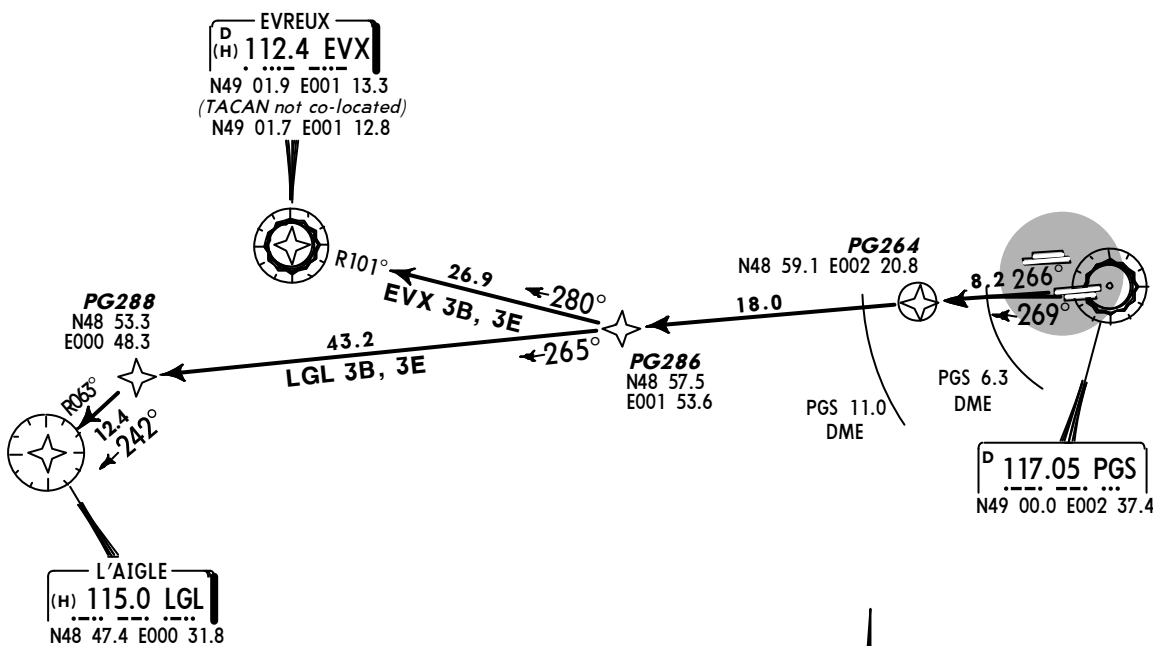 EVREUX
D
(H) 112.4 EVX
N49 01.9 E001 13.3
(TACAN not co-located)
N49 01.7 E001 12.8
R101°
26.9
280°
EVX 3B, 3E
PG264
N48 59.1 E002 20.8
8.2 266°
269°
18.0
PG288
N48 53.3
E000 48.3
43.2
265°
LGL 3B, 3E
PG286
N48 57.5
E001 53.6
PGS 6.3
DME
PGS 11.0
DME
R063°
12.4
242°
D 117.05 PGS
N49 00.0 E002 37.4
L'AIGLE
(H) 115.0 LGL
N48 47.4 E000 31.8